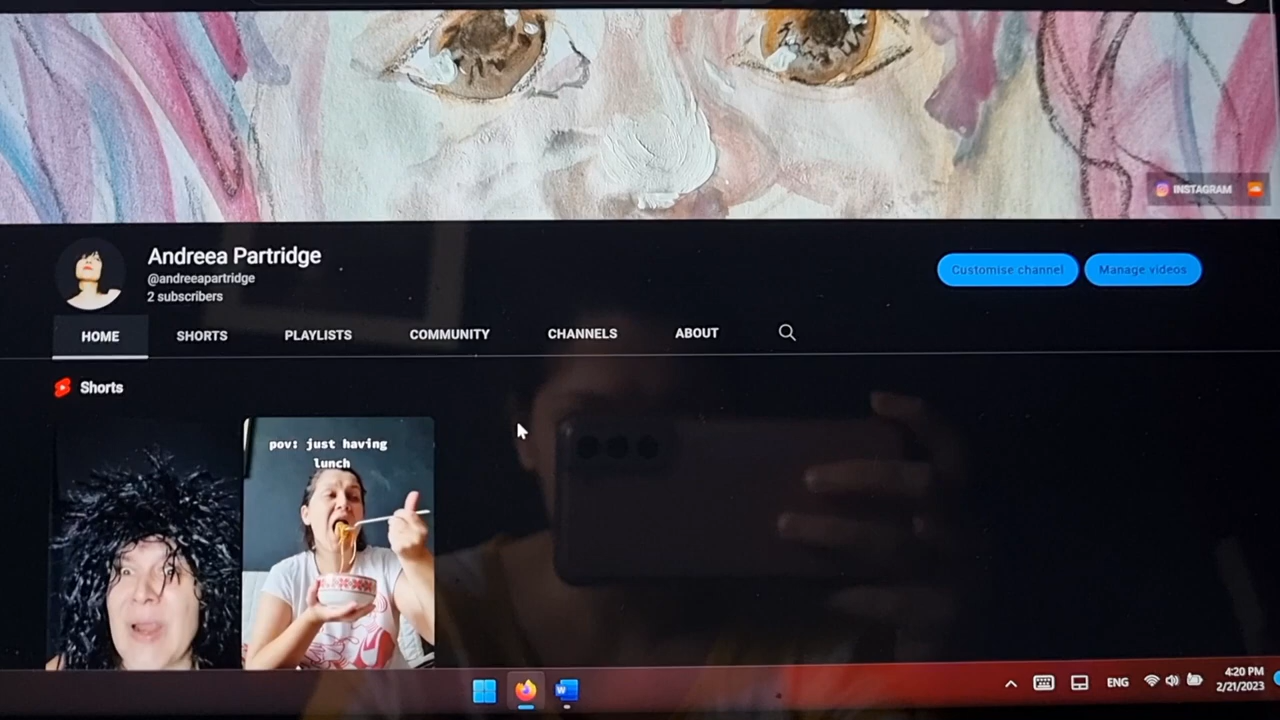 INSTAGRAM
Andreea Partridge
@andreeapartridge
2 subscribers
Customise channel
Manage videos
HOME
SHORTS
PLAYLISTS
COMMUNITY
CHANNELS
ABOUT
Shorts
pov: just having
lunch
W
ENG
4:20 PM
2/21/2023